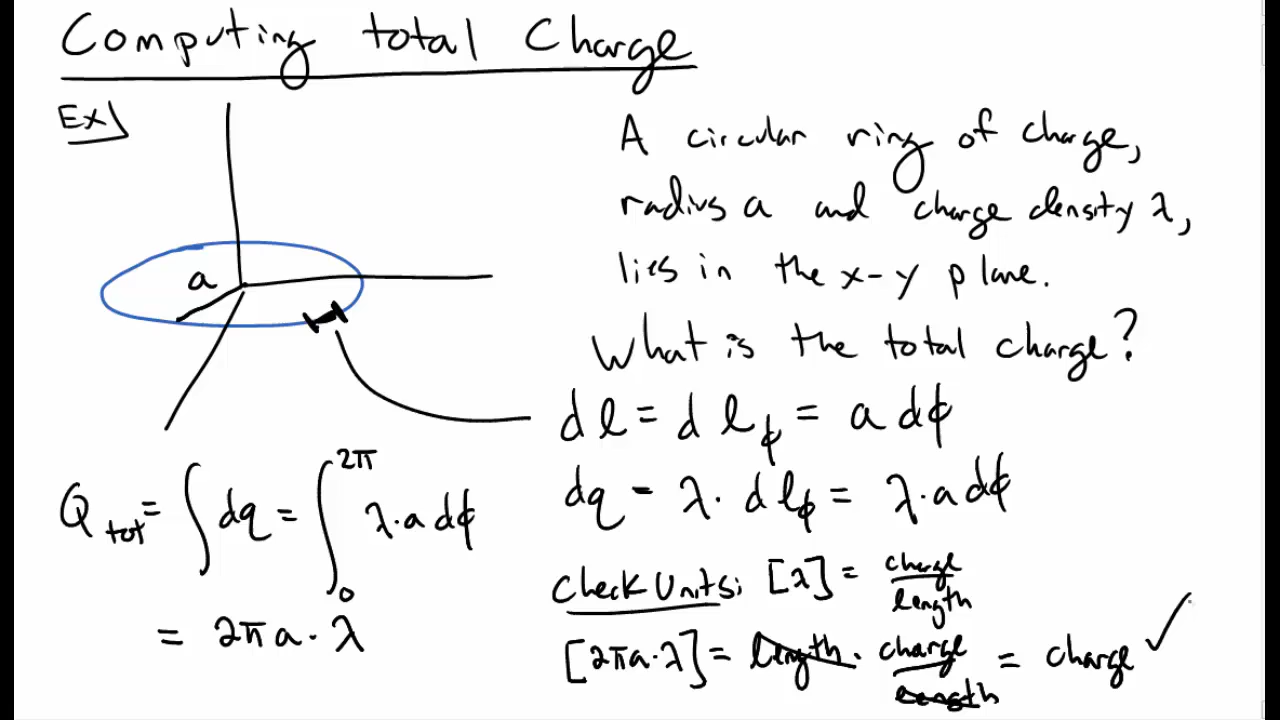 Computing total Charge
Ex)
A circular ring of charge,
radius a and charge density λ,
lies in the x-y plane.
What is the total charge?
a
dl = dl_ϕ = a dϕ
dq = λ· dl_ϕ = λ·a dϕ
Q_tot = ∫ dq = ∫_0^2π λ·a dϕ
= 2πa · λ
Check Units: [λ] = charge/length
[2πa·λ] = length · charge/length = charge ✓